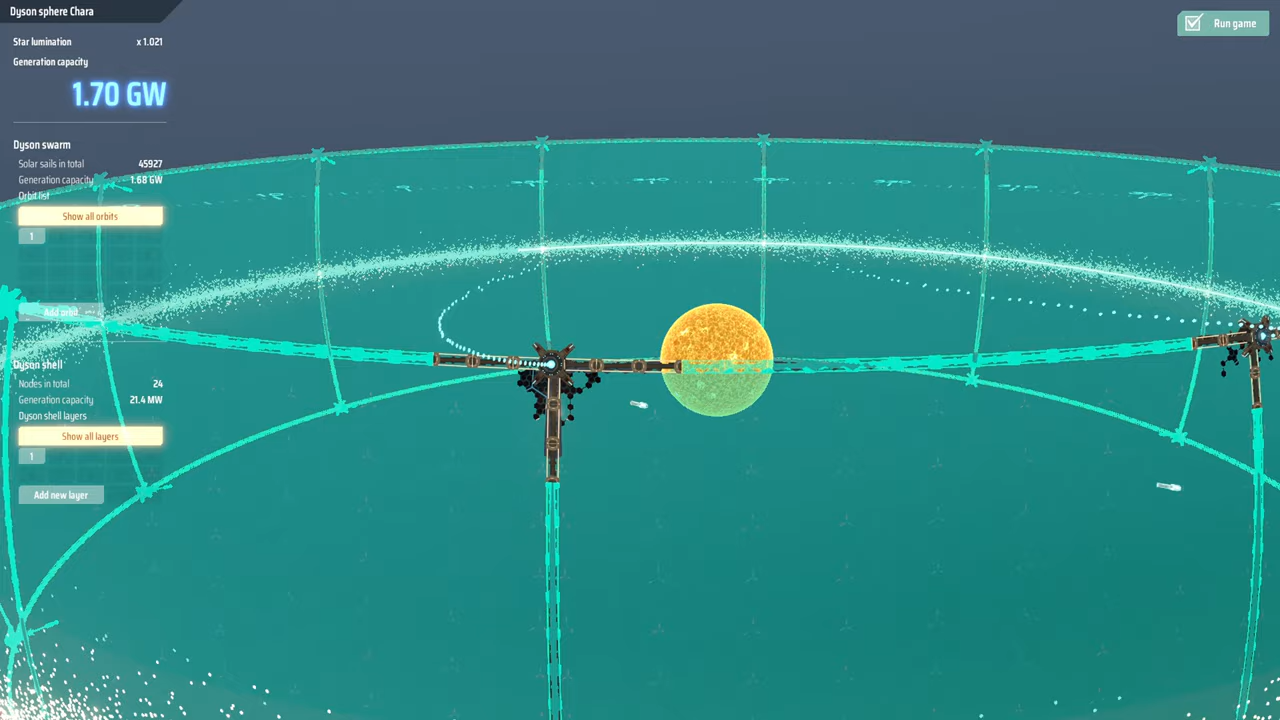 Dyson sphere Chara
Run game
Star lumination x 1.021
Generation capacity
1.70 GW
Dyson swarm
Solar sails in total 45927
Generation capacity 1.68 GW
Orbit list
Show all orbits
1
Add orbit
Dyson shell
Nodes in total 24
Generation capacity 21.4 MW
Dyson shell layers
Show all layers
1
Add new layer